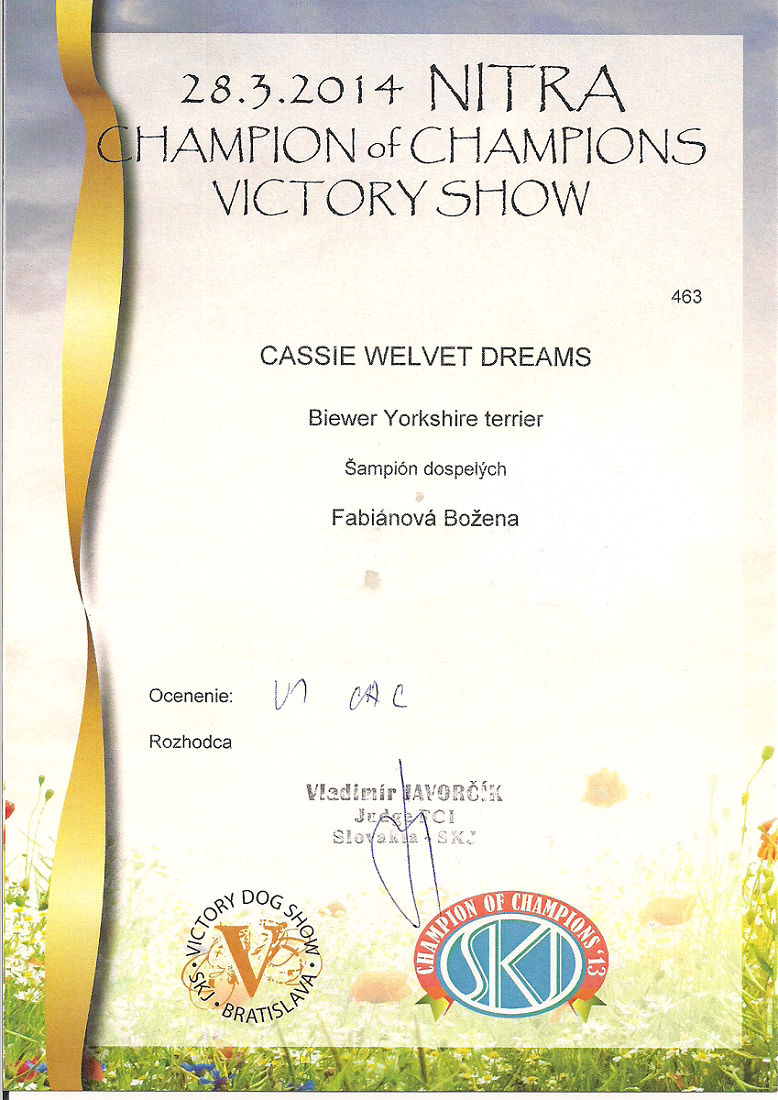 28.3.2014 NITRA
CHAMPION of CHAMPIONS
VICTORY SHOW
463
CASSIE WELVET DREAMS
Biewer Yorkshire terrier
Šampión dospelých
Fabiánová Božena
Ocenenie: V1 CAC
Rozhodca
Vladimír JAVORČÍK
Judge FCI
Slovakia - SKJ
VICTORY DOG SHOW
V
• SKJ • BRATISLAVA •
CHAMPION OF CHAMPIONS '13
SKJ